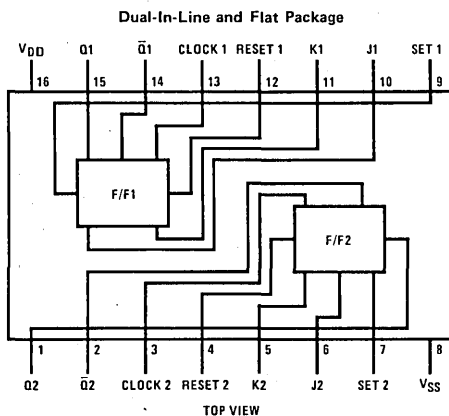 Dual-In-Line and Flat Package
VDD Q1 Q̅1 CLOCK 1 RESET 1 K1 J1 SET 1
16 15 14 13 12 11 10 9
F/F1
F/F2
1 2 3 4 5 6 7 8
Q2 Q̅2 CLOCK 2 RESET 2 K2 J2 SET 2 VSS
TOP VIEW